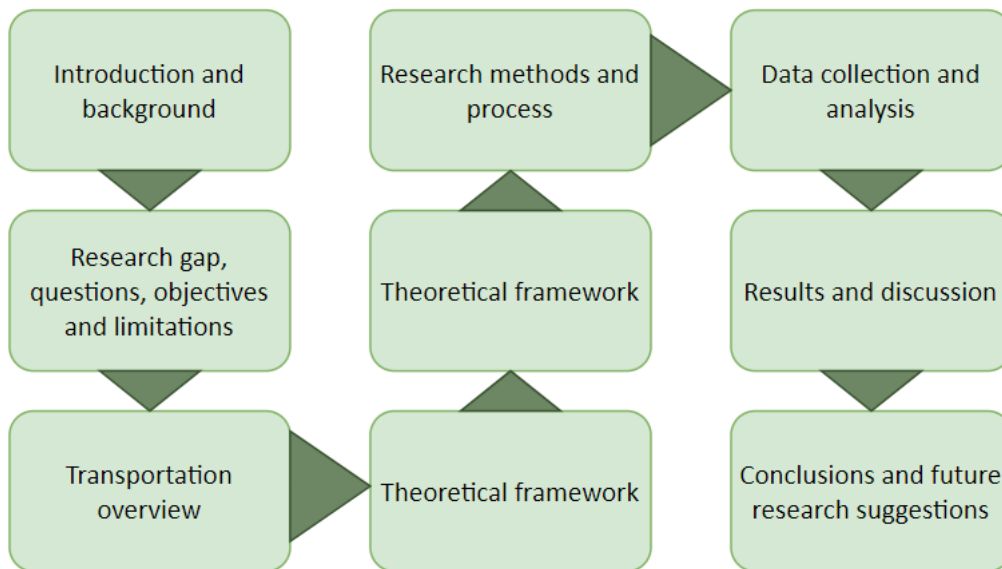 Introduction and
background
Research gap,
questions, objectives
and limitations
Transportation
overview
Theoretical framework
Theoretical framework
Research methods and
process
Data collection and
analysis
Results and discussion
Conclusions and future
research suggestions